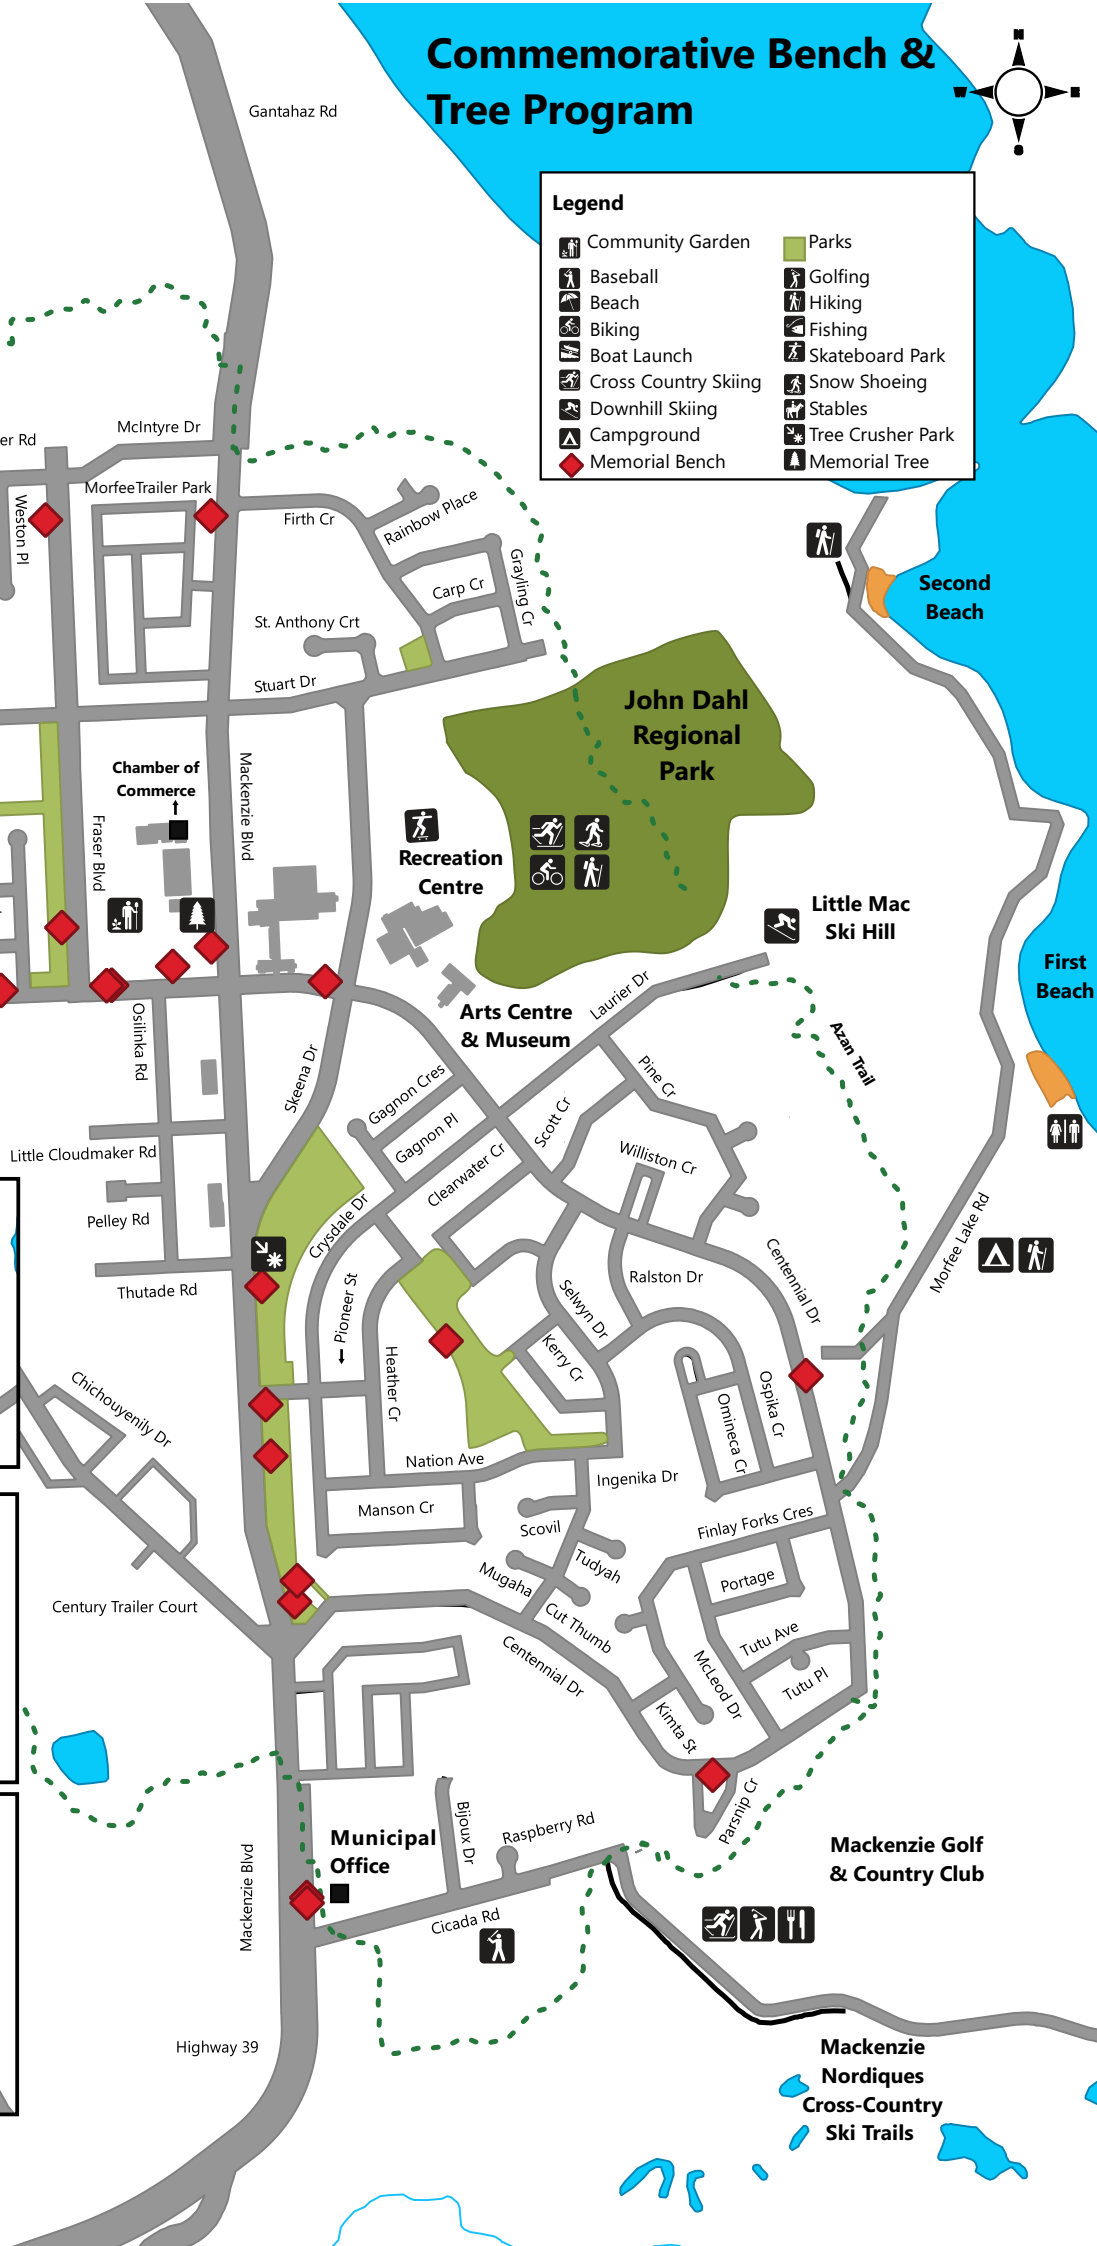 Commemorative Bench &
Tree Program
N
W
E
S
Gantahaz Rd
Legend
Community Garden
Parks
Baseball
Golfing
Beach
Hiking
Biking
Fishing
Boat Launch
Skateboard Park
Cross Country Skiing
Snow Shoeing
Downhill Skiing
Stables
Campground
Tree Crusher Park
Memorial Bench
Memorial Tree
er Rd
McIntyre Dr
MorfeeTrailer Park
Weston Pl
Firth Cr
Rainbow Place
Grayling Cr
Carp Cr
St. Anthony Crt
Stuart Dr
Second
Beach
John Dahl
Regional
Park
Chamber of
Commerce
Mackenzie Blvd
Fraser Blvd
Recreation
Centre
Little Mac
Ski Hill
First
Beach
Laurier Dr
Arts Centre
& Museum
Osilinka Rd
Skeena Dr
Azan Trail
Gagnon Cres
Pine Cr
Gagnon Pl
Scott Cr
Clearwater Cr
Williston Cr
Little Cloudmaker Rd
Pelley Rd
Crysdale Dr
Morfee Lake Rd
Thutade Rd
Pioneer St
Ralston Dr
Centennial Dr
Selwyn Dr
Kerry Cr
Heather Cr
Chichouyenily Dr
Ospika Cr
Omineca Cr
Nation Ave
Ingenika Dr
Manson Cr
Scovil
Finlay Forks Cres
Tudyah
Mugaha
Portage
Century Trailer Court
Cut Thumb
Tutu Ave
Centennial Dr
McLeod Dr
Tutu Pl
Kimta St
Parsnip Cr
Bijoux Dr
Raspberry Rd
Municipal
Office
Mackenzie Golf
& Country Club
Mackenzie Blvd
Cicada Rd
Highway 39
Mackenzie
Nordiques
Cross-Country
Ski Trails